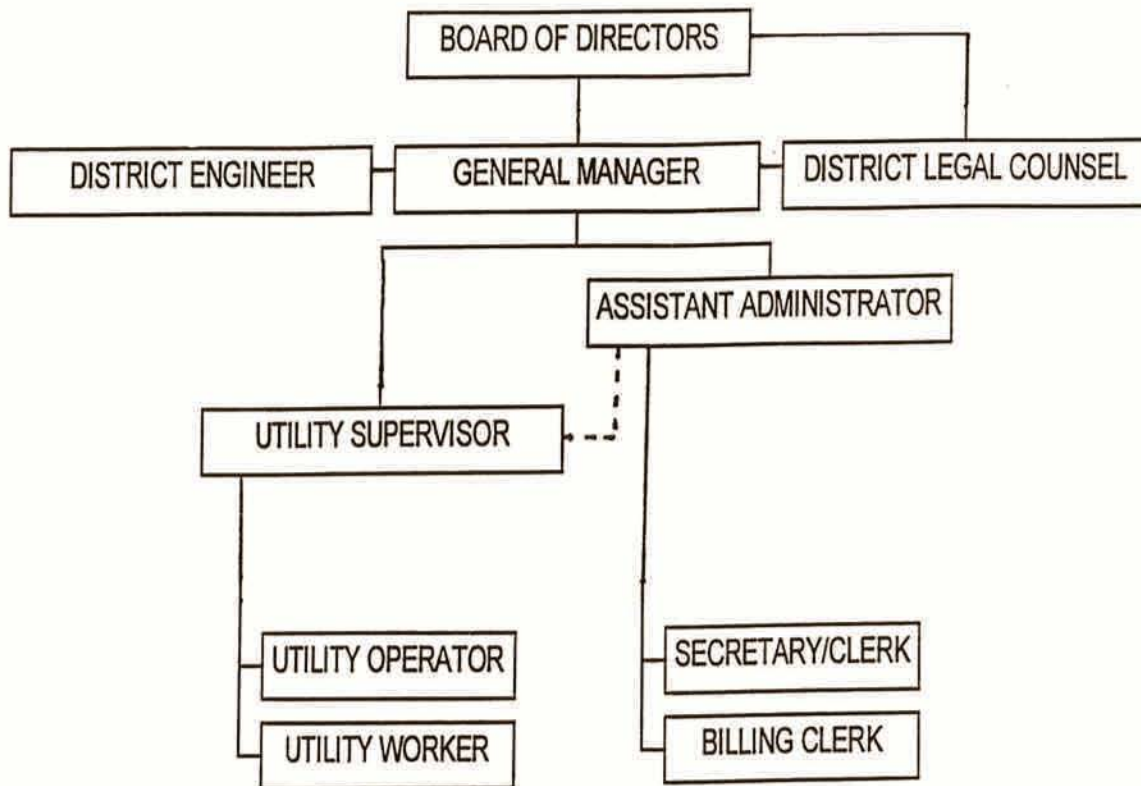 BOARD OF DIRECTORS
DISTRICT ENGINEER
GENERAL MANAGER
DISTRICT LEGAL COUNSEL
ASSISTANT ADMINISTRATOR
UTILITY SUPERVISOR
UTILITY OPERATOR
SECRETARY/CLERK
UTILITY WORKER
BILLING CLERK